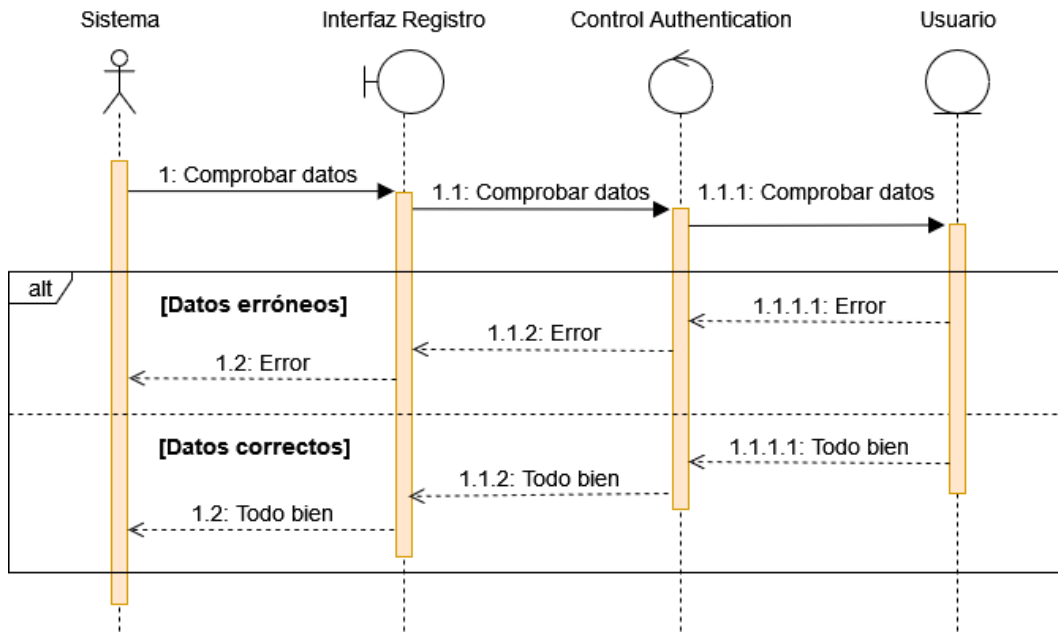 Sistema
Interfaz Registro
Control Authentication
Usuario
1: Comprobar datos
1.1: Comprobar datos
1.1.1: Comprobar datos
alt
[Datos erróneos]
1.1.1.1: Error
1.1.2: Error
1.2: Error
[Datos correctos]
1.1.1.1: Todo bien
1.1.2: Todo bien
1.2: Todo bien